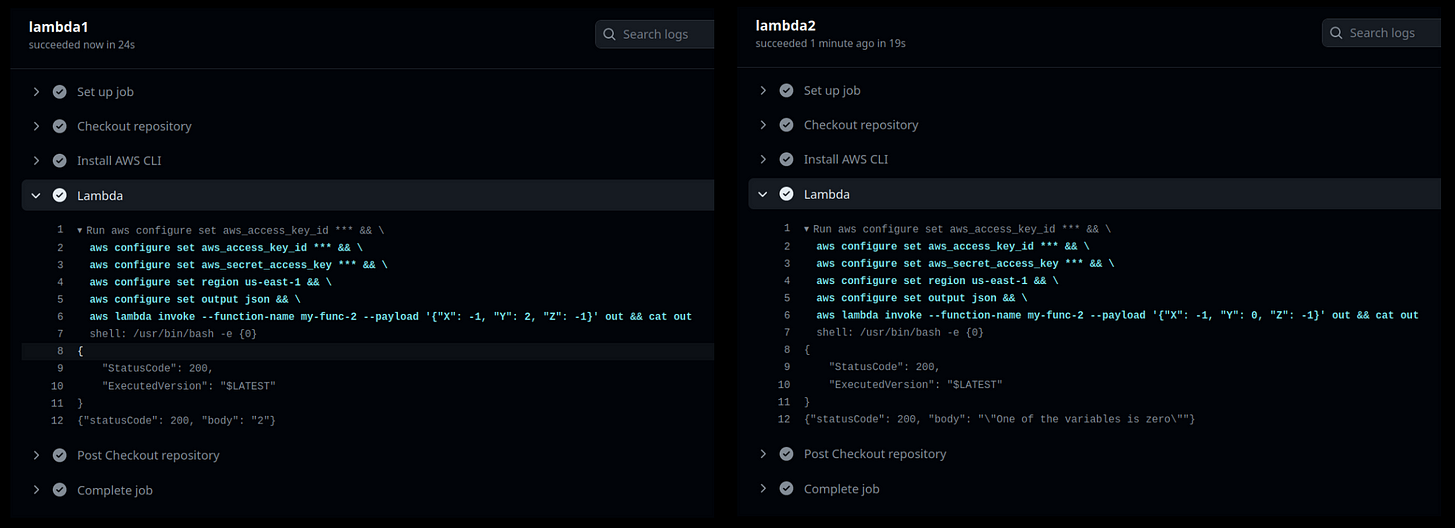 lambda1
succeeded now in 24s
Search logs
Set up job
Checkout repository
Install AWS CLI
Lambda
1 ▾ Run aws configure set aws_access_key_id *** && \
2 aws configure set aws_access_key_id *** && \
3 aws configure set aws_secret_access_key *** && \
4 aws configure set region us-east-1 && \
5 aws configure set output json && \
6 aws lambda invoke --function-name my-func-2 --payload '{"X": -1, "Y": 2, "Z": -1}' out && cat out
7 shell: /usr/bin/bash -e {0}
8 {
9 "StatusCode": 200,
10 "ExecutedVersion": "$LATEST"
11 }
12 {"statusCode": 200, "body": "2"}
Post Checkout repository
Complete job
lambda2
succeeded 1 minute ago in 19s
Search logs
Set up job
Checkout repository
Install AWS CLI
Lambda
1 ▾ Run aws configure set aws_access_key_id *** && \
2 aws configure set aws_access_key_id *** && \
3 aws configure set aws_secret_access_key *** && \
4 aws configure set region us-east-1 && \
5 aws configure set output json && \
6 aws lambda invoke --function-name my-func-2 --payload '{"X": -1, "Y": 0, "Z": -1}' out && cat out
7 shell: /usr/bin/bash -e {0}
8 {
9 "StatusCode": 200,
10 "ExecutedVersion": "$LATEST"
11 }
12 {"statusCode": 200, "body": "\"One of the variables is zero\""}
Post Checkout repository
Complete job